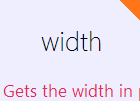 width
Gets the width in